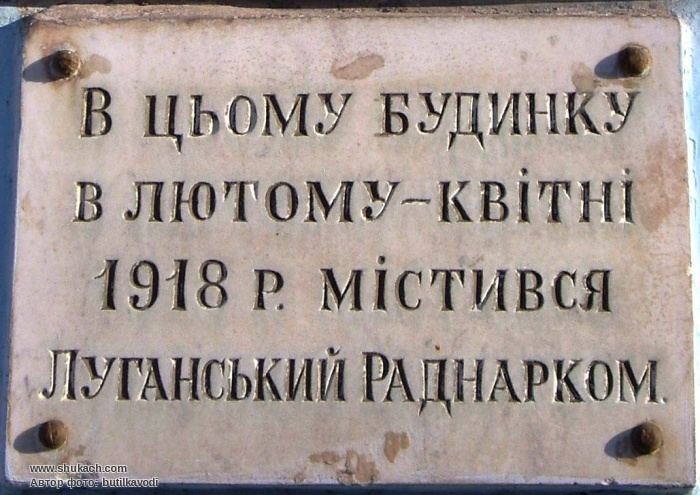 В цьому будинку
в лютому-квітні
1918 р. містився
Луганський Раднарком.
www.shukach.com
Автор фото- butilkavodi